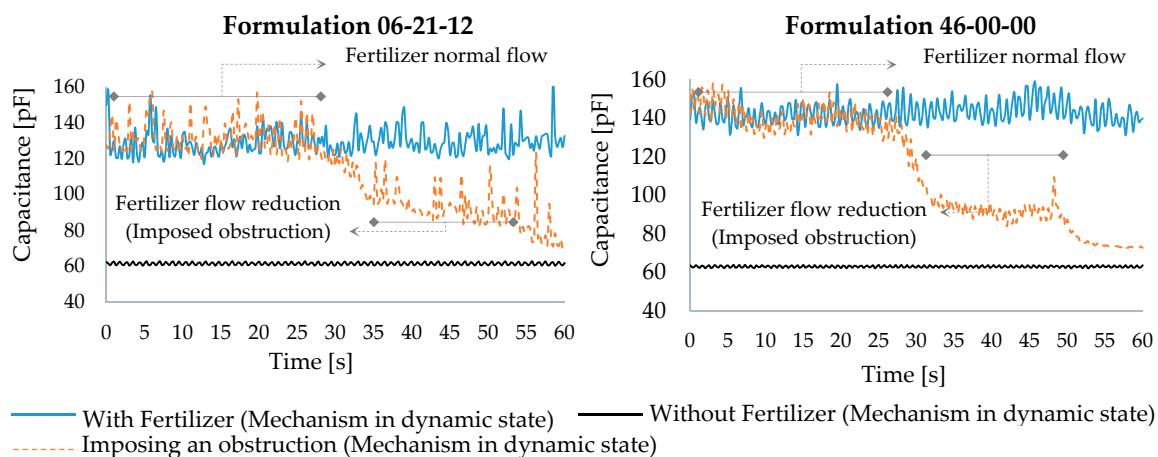 Formulation 06-21-12
Fertilizer normal flow
160
140
120
100
80
60
40
Capacitance [pF]
Fertilizer flow reduction
(Imposed obstruction)
0 5 10 15 20 25 30 35 40 45 50 55 60
Time [s]
Formulation 46-00-00
Fertilizer normal flow
160
140
120
100
80
60
40
Capacitance [pF]
Fertilizer flow reduction
(Imposed obstruction)
0 5 10 15 20 25 30 35 40 45 50 55 60
Time [s]
With Fertilizer (Mechanism in dynamic state)
Without Fertilizer (Mechanism in dynamic state)
Imposing an obstruction (Mechanism in dynamic state)